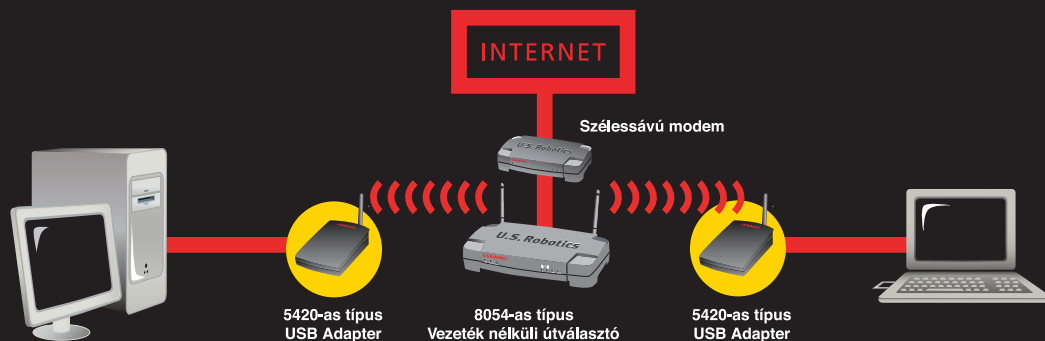 INTERNET
Szélessávú modem
U.S. Robotics
U.S. Robotics
5420-as típus
USB Adapter
8054-as típus
Vezeték nélküli útválasztó
5420-as típus
USB Adapter